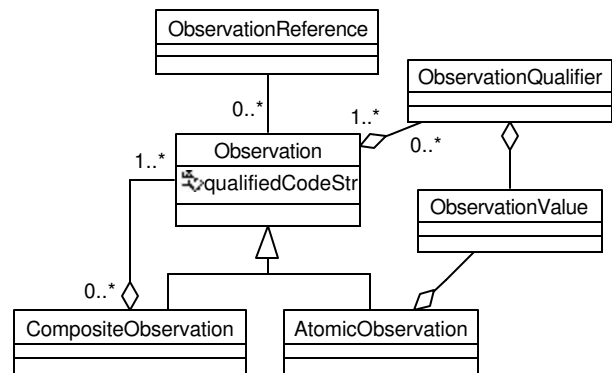 ObservationReference
ObservationQualifier
0..*
1..*
0..*
Observation
1..*
qualifiedCodeStr
ObservationValue
0..*
CompositeObservation
AtomicObservation